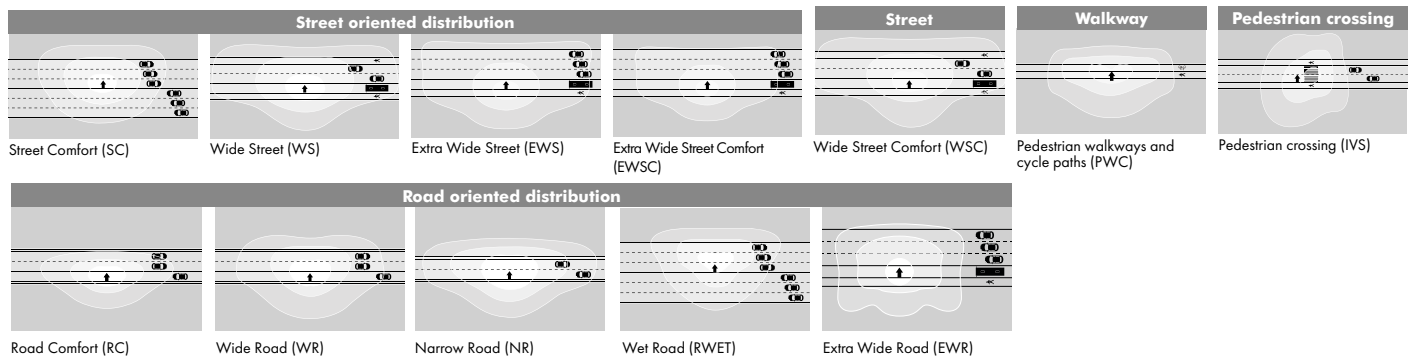 Street oriented distribution
Street
Walkway
Pedestrian crossing
Street Comfort (SC)
Wide Street (WS)
Extra Wide Street (EWS)
Extra Wide Street Comfort
(EWSC)
Wide Street Comfort (WSC)
Pedestrian walkways and
cycle paths (PWC)
Pedestrian crossing (IVS)
Road oriented distribution
Road Comfort (RC)
Wide Road (WR)
Narrow Road (NR)
Wet Road (RWET)
Extra Wide Road (EWR)